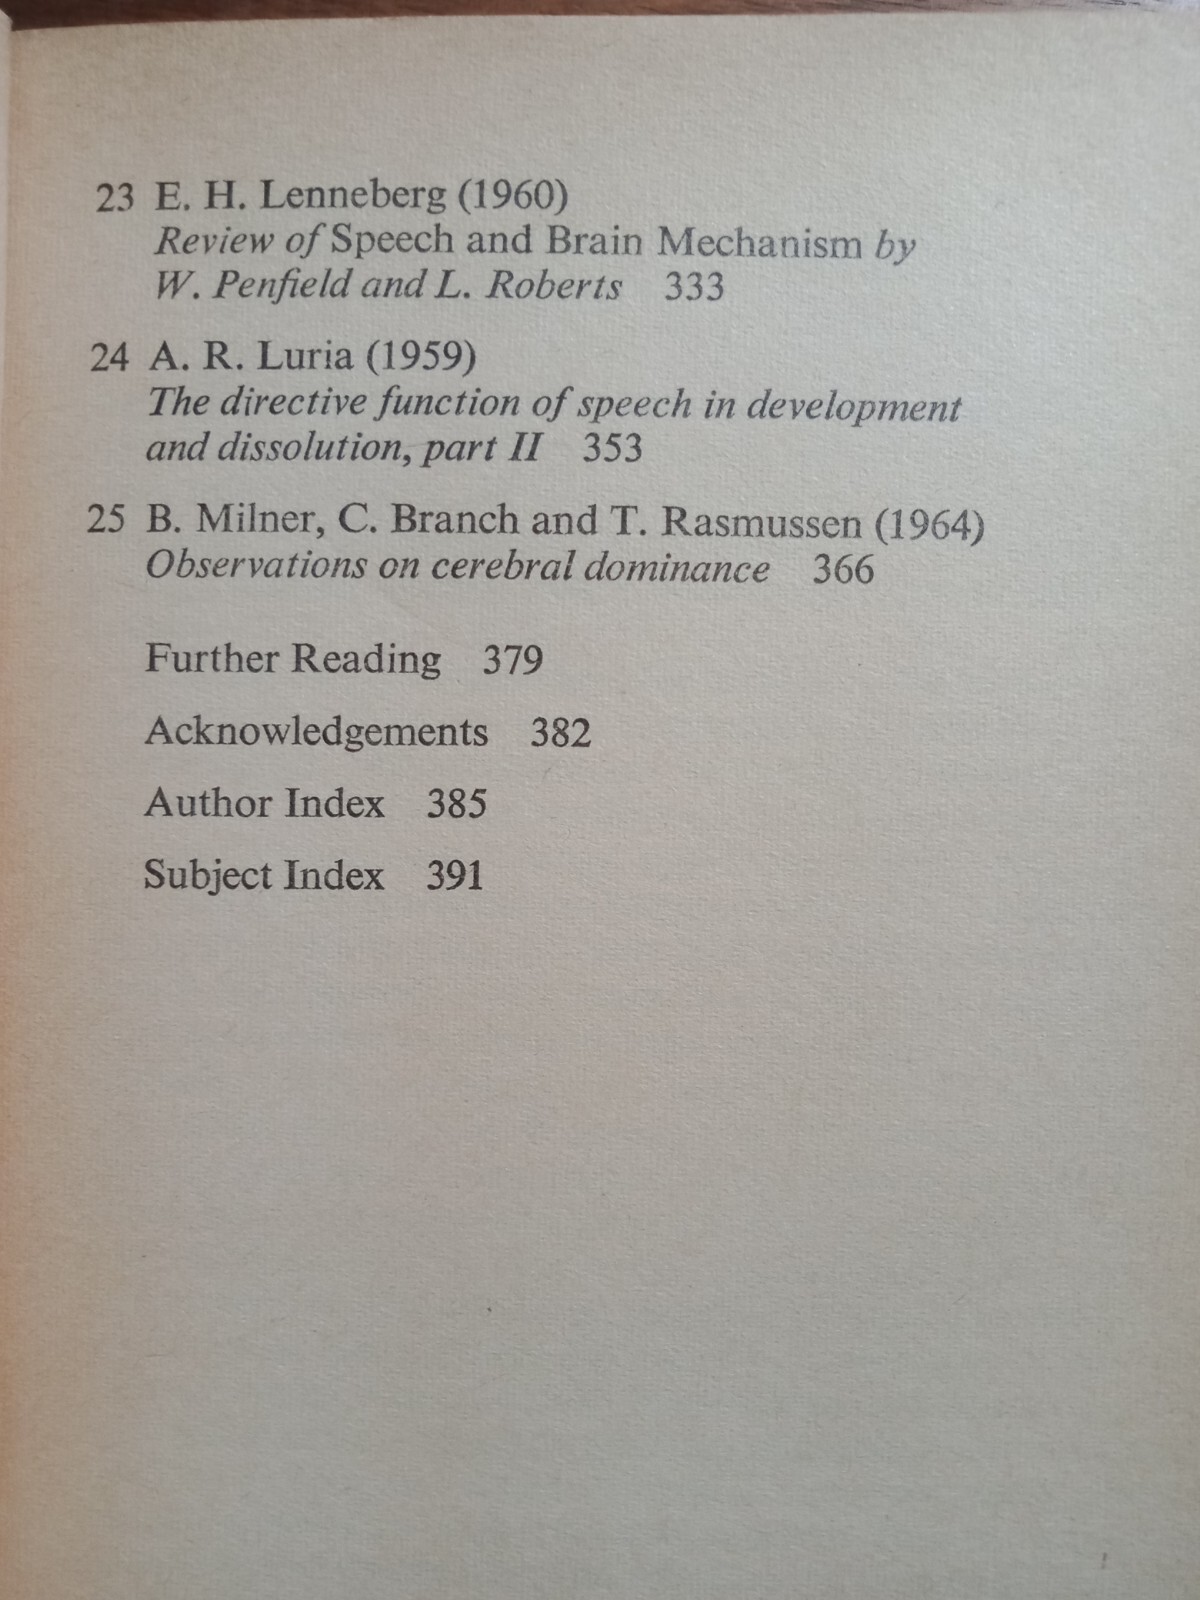 23 E. H. Lenneberg (1960)
Review of Speech and Brain Mechanism by
W. Penfield and L. Roberts 333
24 A. R. Luria (1959)
The directive function of speech in development
and dissolution, part II 353
25 B. Milner, C. Branch and T. Rasmussen (1964)
Observations on cerebral dominance 366
Further Reading 379
Acknowledgements 382
Author Index 385
Subject Index 391